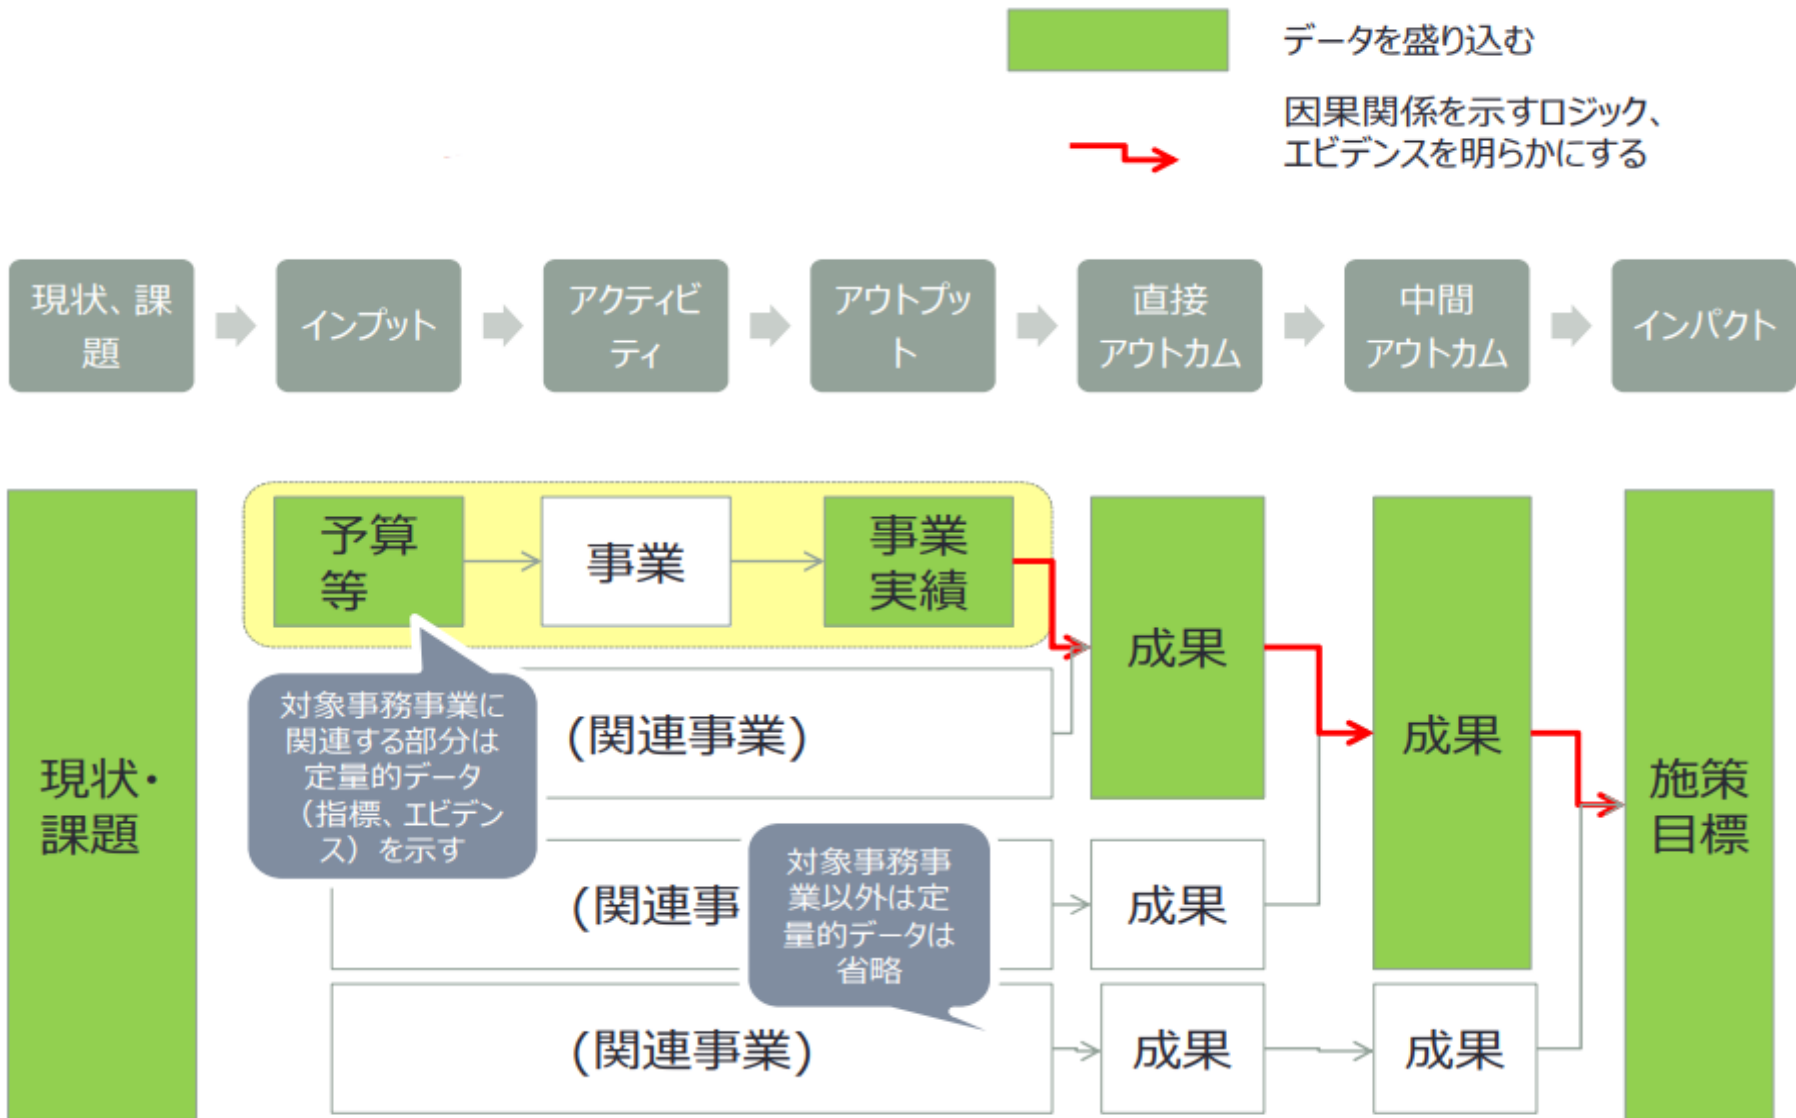 データを盛り込む
因果関係を示すロジック、
エビデンスを明らかにする
現状、課
題
インプット
アクティビ
ティ
アウトプッ
ト
直接
アウトカム
中間
アウトカム
インパクト
現状・
課題
予算
等
事業
事業
実績
対象事務事業に
関連する部分は
定量的データ
（指標、エビデン
ス）を示す
(関連事業)
(関連事
対象事務事
業以外は定
量的データは
省略
(関連事業)
成果
成果
成果
成果
成果
施策
目標